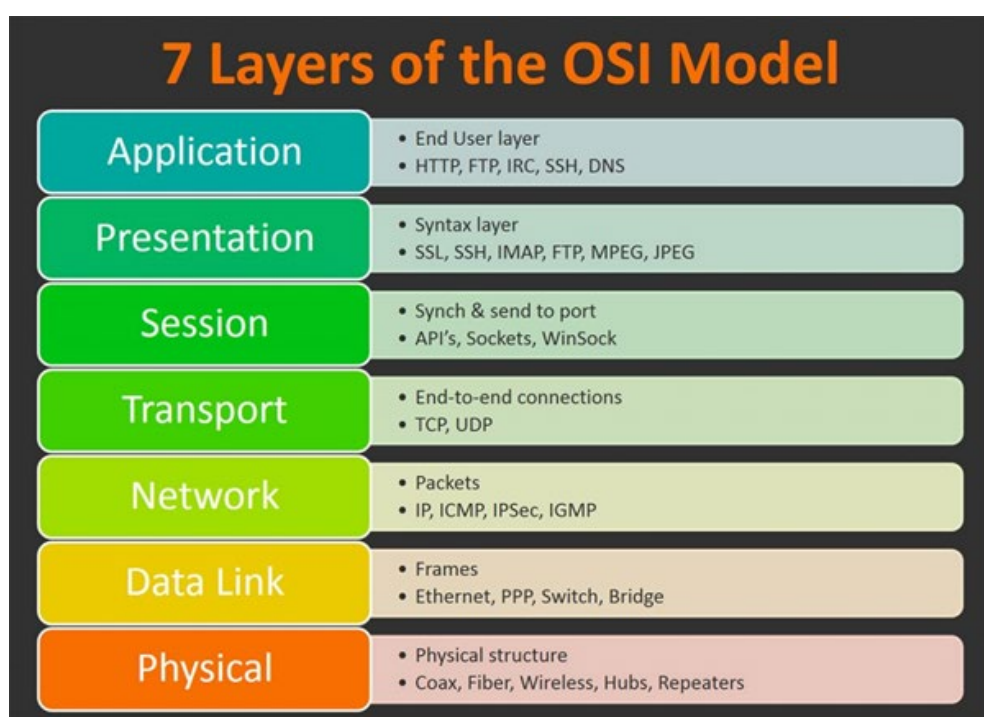 7 Layers of the OSI Model
Application
• End User layer
• HTTP, FTP, IRC, SSH, DNS
Presentation
• Syntax layer
• SSL, SSH, IMAP, FTP, MPEG, JPEG
Session
• Synch & send to port
• API's, Sockets, WinSock
Transport
• End-to-end connections
• TCP, UDP
Network
• Packets
• IP, ICMP, IPSec, IGMP
Data Link
• Frames
• Ethernet, PPP, Switch, Bridge
Physical
• Physical structure
• Coax, Fiber, Wireless, Hubs, Repeaters